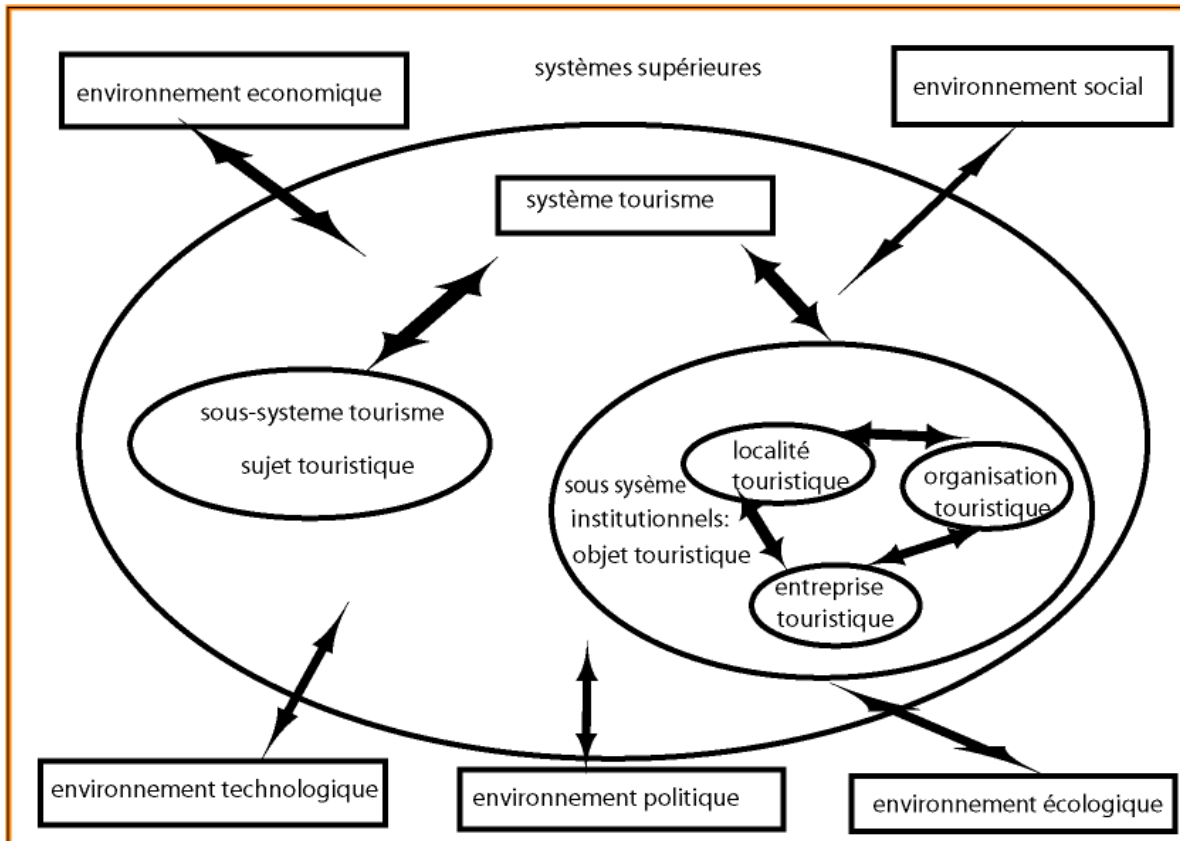 systèmes supérieures
environnement economique
environnement social
système tourisme
sous-systeme tourisme
sujet touristique
localité
touristique
organisation
touristique
sous sysème
institutionnels:
objet touristique
entreprise
touristique
environnement technologique
environnement politique
environnement écologique